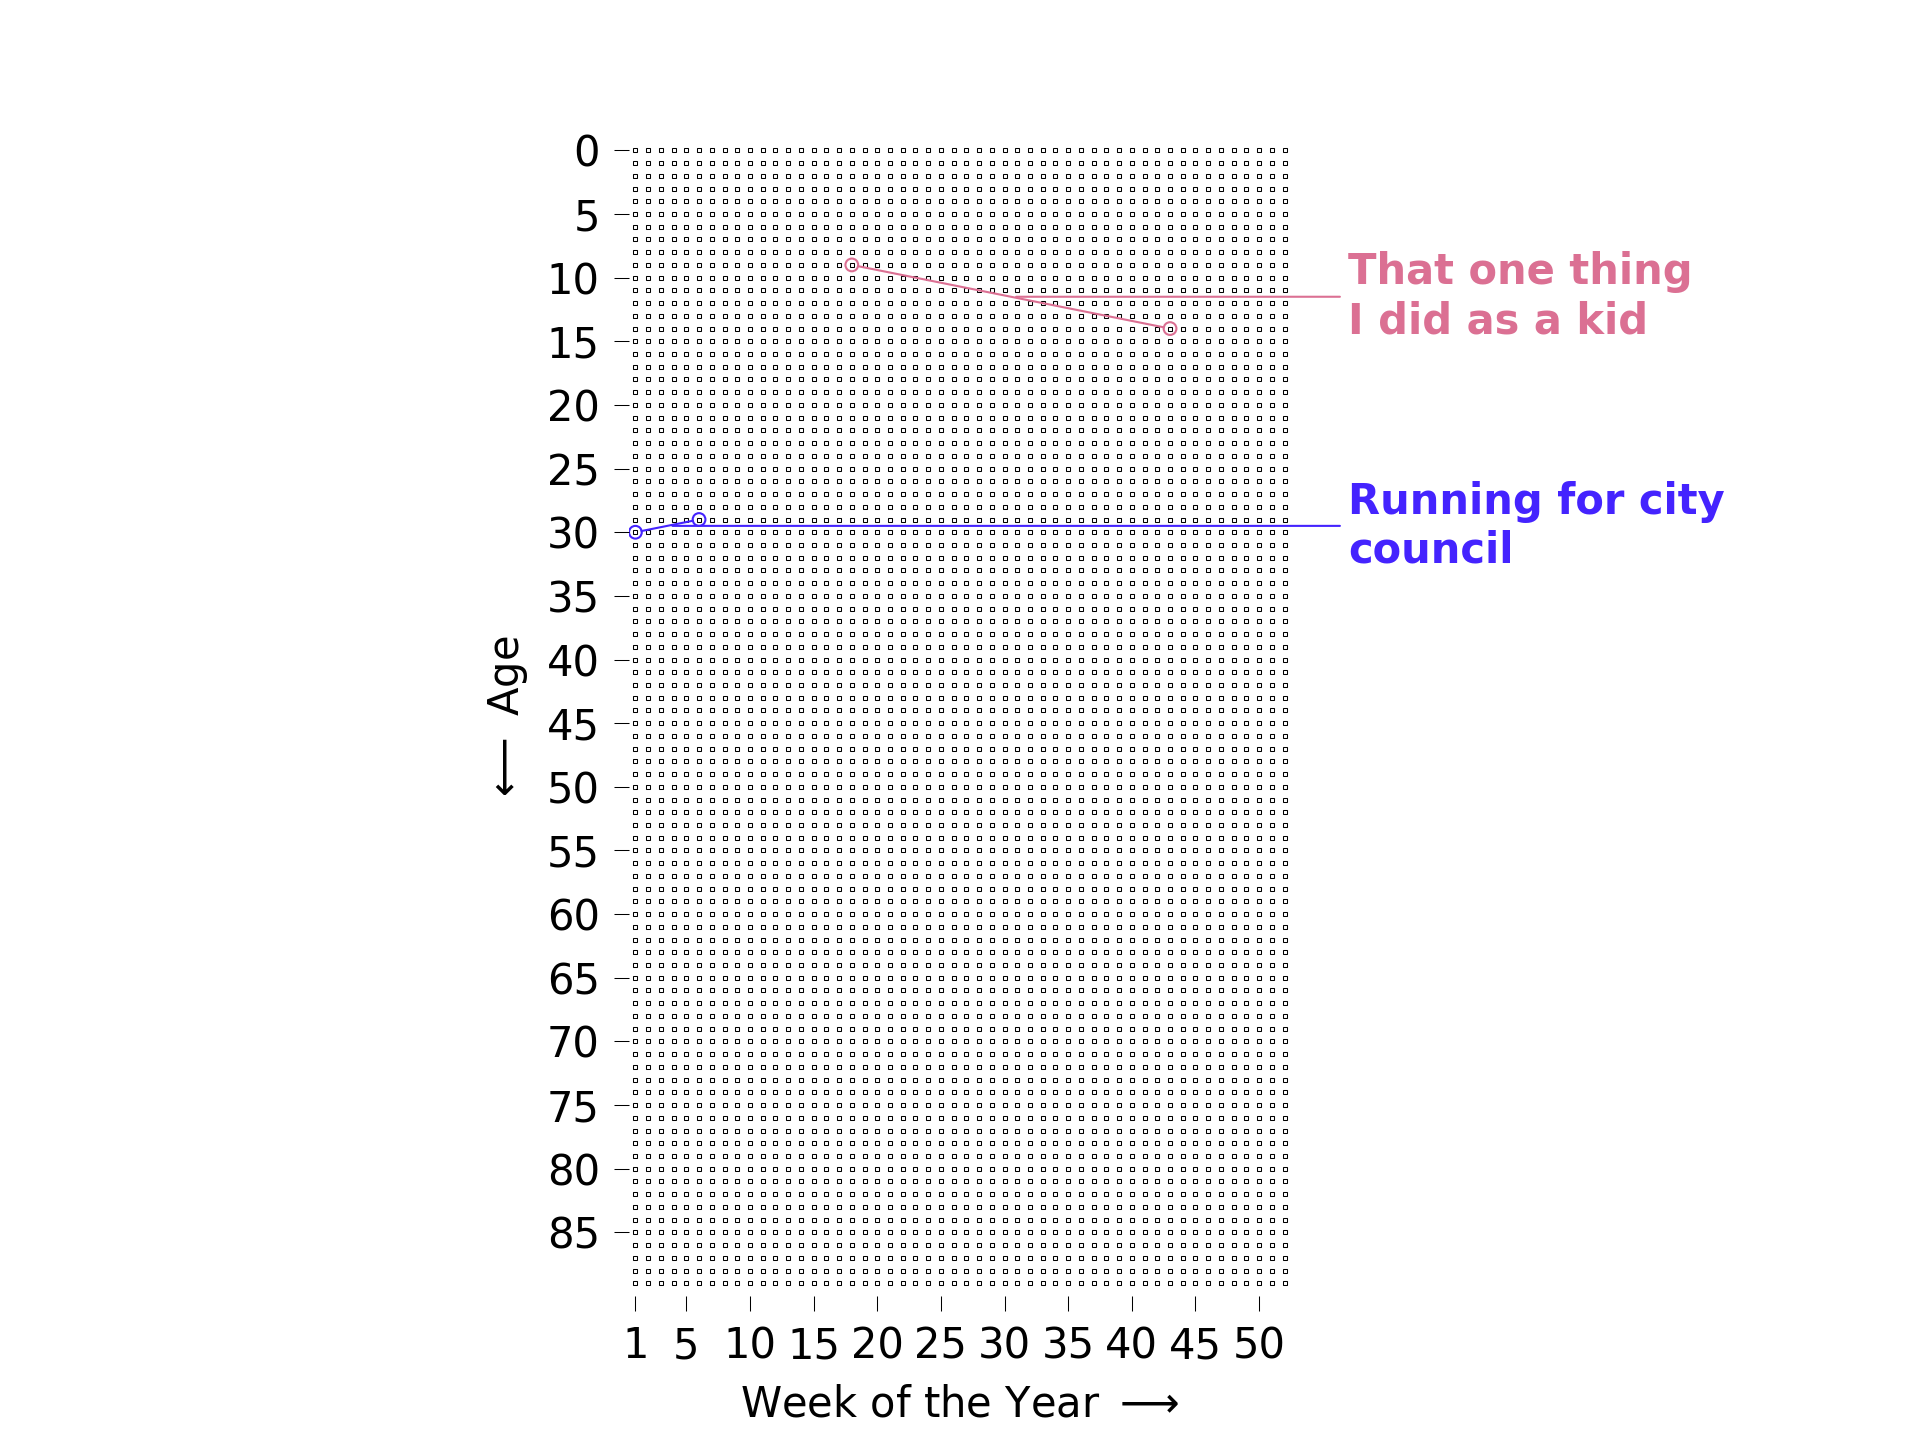 0
5
10
15
20
25
30
35
40
45
50
55
60
65
70
75
80
85
← Age
1 5 10 15 20 25 30 35 40 45 50
Week of the Year →
That one thing
I did as a kid
Running for city
council